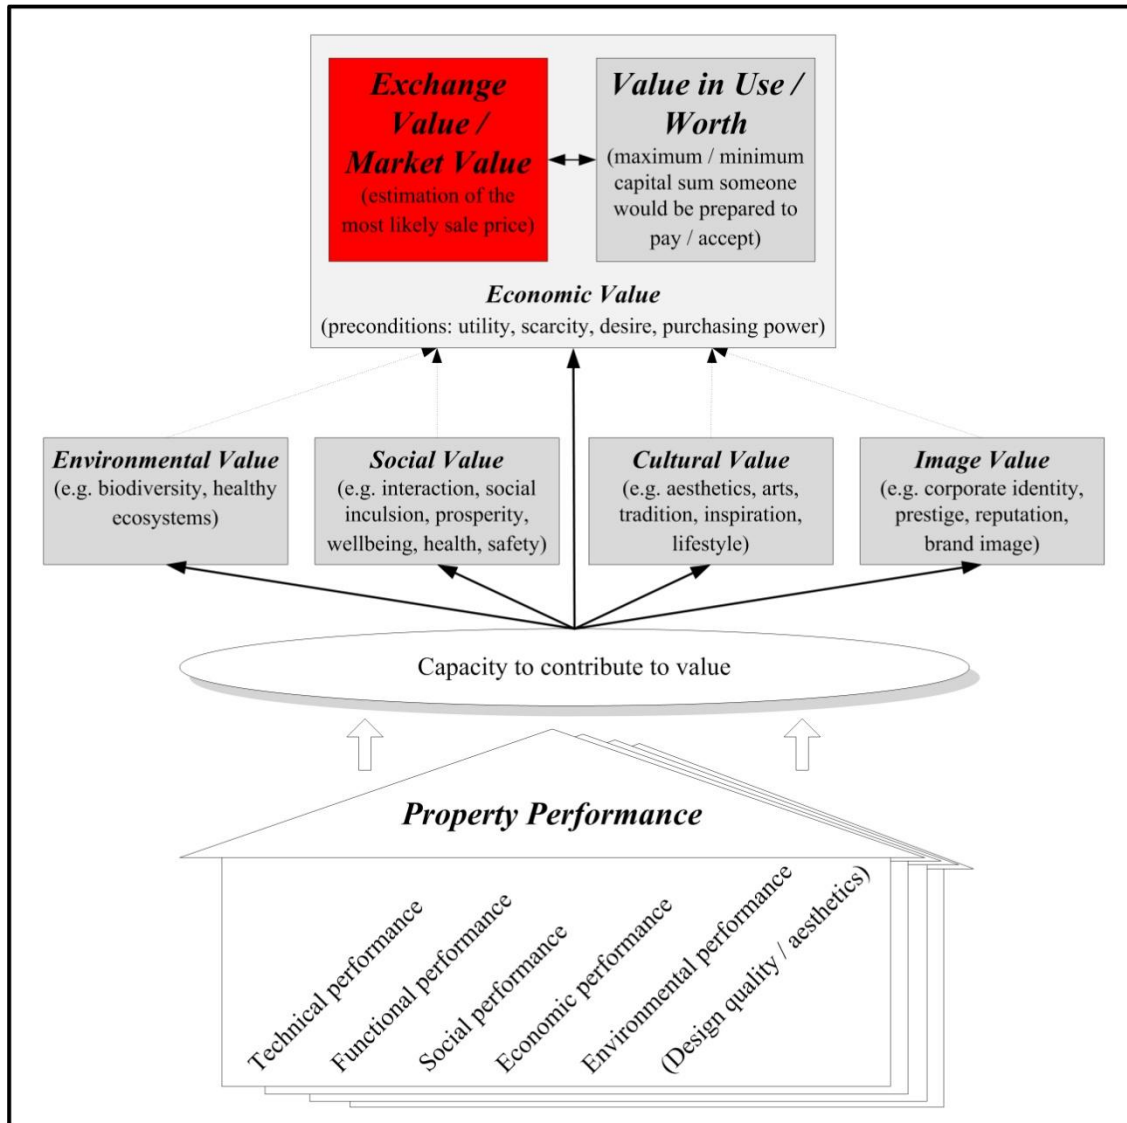 Exchange
Value /
Market Value
(estimation of the
most likely sale price)
Value in Use /
Worth
(maximum / minimum
capital sum someone
would be prepared to
pay / accept)
Economic Value
(preconditions: utility, scarcity, desire, purchasing power)
Environmental Value
(e.g. biodiversity, healthy
ecosystems)
Social Value
(e.g. interaction, social
inculsion, prosperity,
wellbeing, health, safety)
Cultural Value
(e.g. aesthetics, arts,
tradition, inspiration,
lifestyle)
Image Value
(e.g. corporate identity,
prestige, reputation,
brand image)
Capacity to contribute to value
Property Performance
Technical performance
Functional performance
Social performance
Economic performance
Environmental performance
(Design quality / aesthetics)